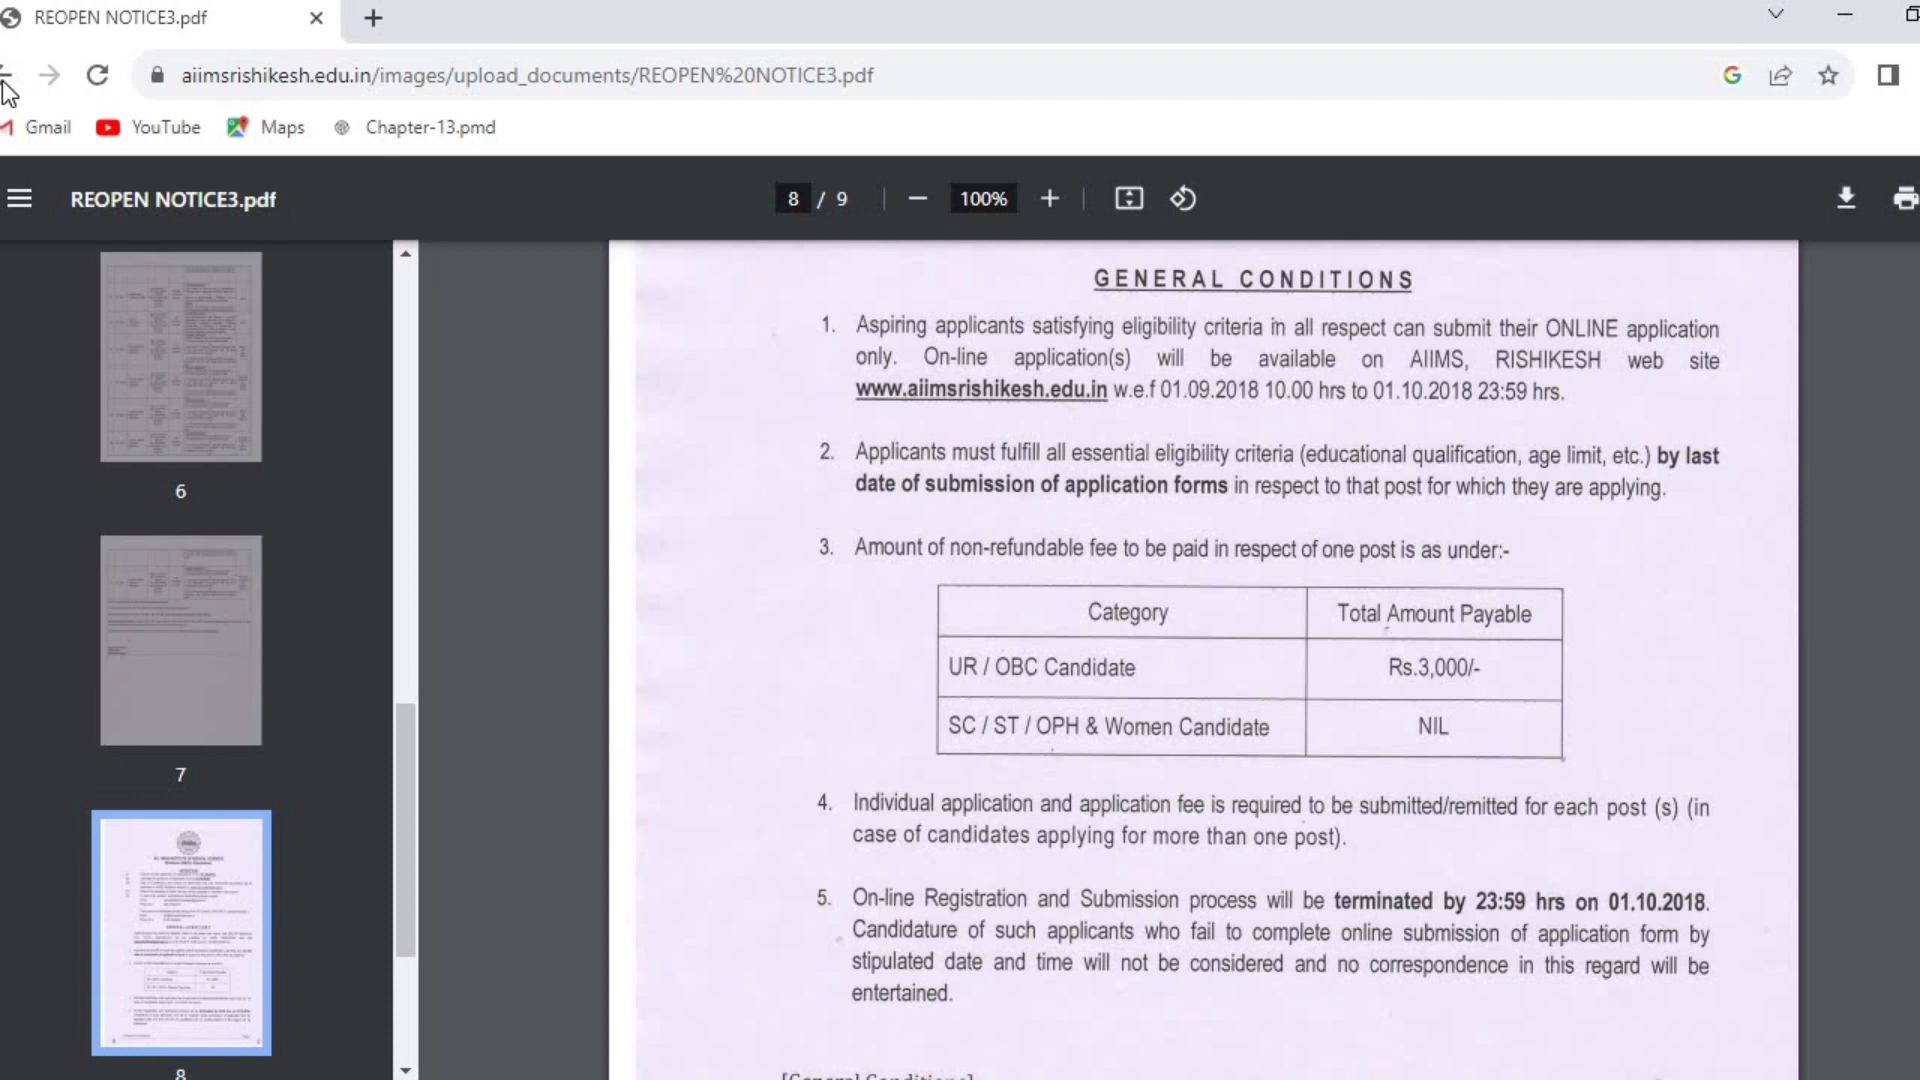 REOPEN NOTICE3.pdf
aiimsrishikesh.edu.in/images/upload_documents/REOPEN%20NOTICE3.pdf
Gmail YouTube Maps Chapter-13.pmd
REOPEN NOTICE3.pdf 8 / 9 100%
6
7
8
GENERAL CONDITIONS
1. Aspiring applicants satisfying eligibility criteria in all respect can submit their ONLINE application
only. On-line application(s) will be available on AIIMS, RISHIKESH web site
www.aiimsrishikesh.edu.in w.e.f 01.09.2018 10.00 hrs to 01.10.2018 23:59 hrs.
2. Applicants must fulfill all essential eligibility criteria (educational qualification, age limit, etc.) by last
date of submission of application forms in respect to that post for which they are applying.
3. Amount of non-refundable fee to be paid in respect of one post is as under:-
Category Total Amount Payable
UR / OBC Candidate Rs.3,000/-
SC / ST / OPH & Women Candidate NIL
4. Individual application and application fee is required to be submitted/remitted for each post (s) (in
case of candidates applying for more than one post).
5. On-line Registration and Submission process will be terminated by 23:59 hrs on 01.10.2018.
Candidature of such applicants who fail to complete online submission of application form by
stipulated date and time will not be considered and no correspondence in this regard will be
entertained.
[General Conditions]